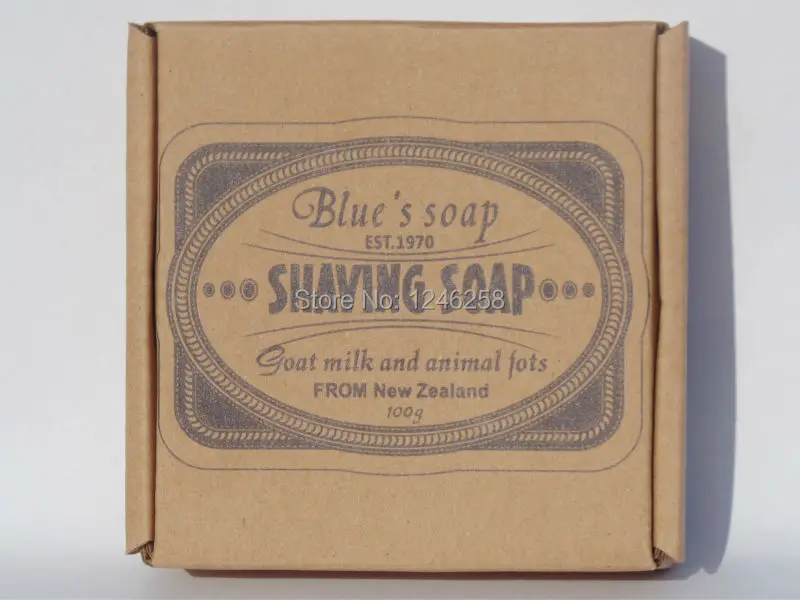 Blue's soap
EST.1970
SHAVING SOAP
Store No: 1246258
Goat milk and animal fots
FROM New Zealand
100g